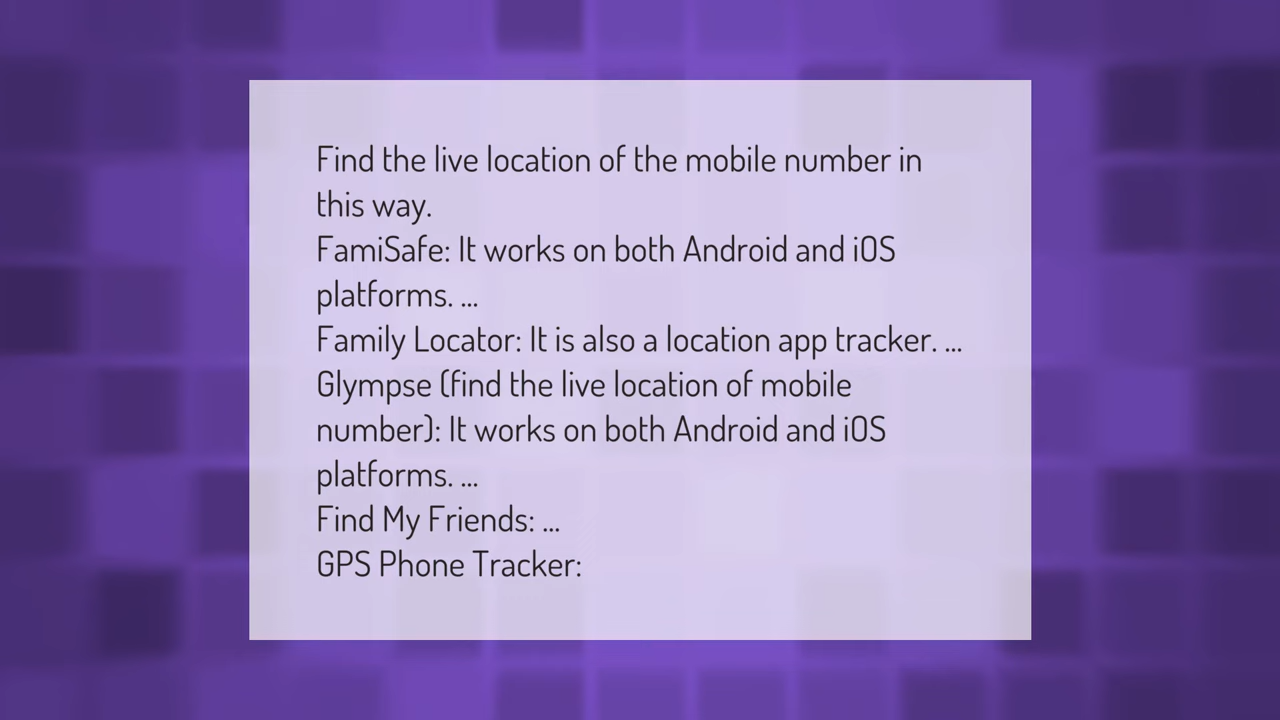 Find the live location of the mobile number in
this way.
FamiSafe: It works on both Android and iOS
platforms. ...
Family Locator: It is also a location app tracker. ...
Glympse (find the live location of mobile
number): It works on both Android and iOS
platforms. ...
Find My Friends: ...
GPS Phone Tracker: